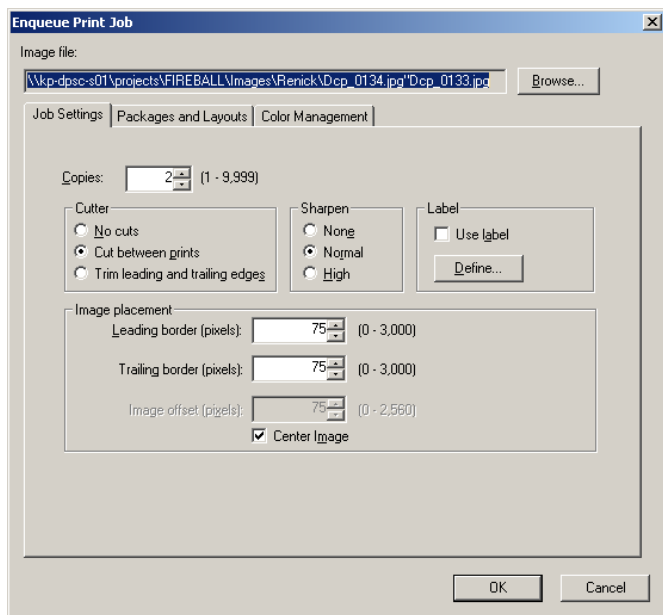 Enqueue Print Job
Image file:
\\kp-dpsc-s01\projects\FIREBALL\Images\Renick\Dcp_0134.jpg"Dcp_0133.jpg
Browse...
Job Settings Packages and Layouts Color Management
Copies: 2 (1 - 9,999)
Cutter
No cuts
Cut between prints
Trim leading and trailing edges
Sharpen
None
Normal
High
Label
Use label
Define...
Image placement
Leading border (pixels): 75 (0 - 3,000)
Trailing border (pixels): 75 (0 - 3,000)
Image offset (pixels): 75 (0 - 2,560)
Center Image
OK Cancel